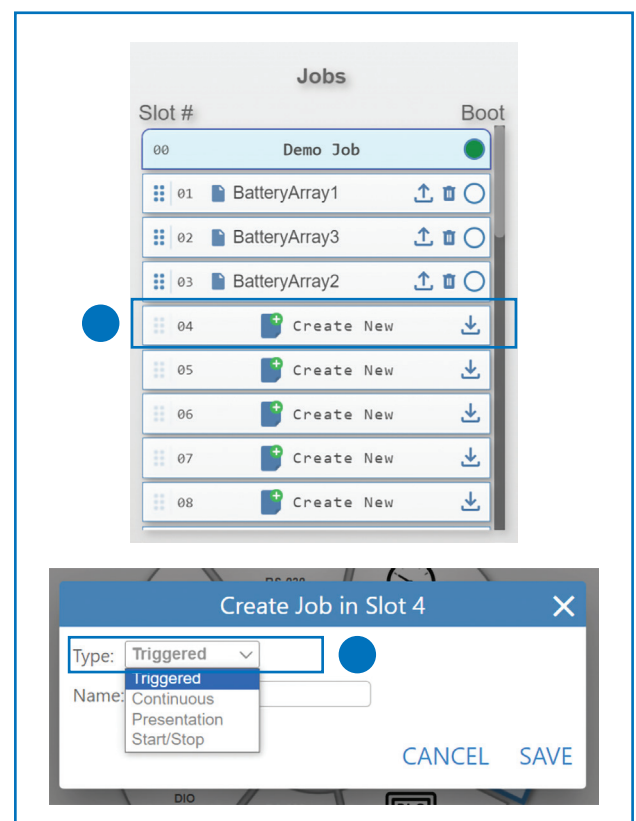 Jobs
Slot # Boot
00 Demo Job
01 BatteryArray1
02 BatteryArray3
03 BatteryArray2
04 Create New
05 Create New
06 Create New
07 Create New
08 Create New
Create Job in Slot 4
Type: Triggered
Triggered
Name: Continuous
Presentation
Start/Stop
CANCEL SAVE
DIO